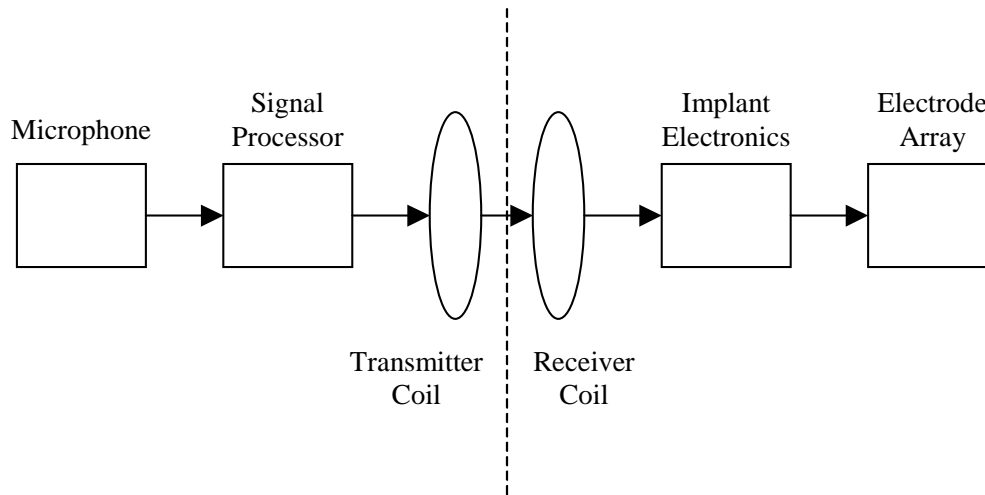 Microphone
Signal
Processor
Transmitter
Coil
Receiver
Coil
Implant
Electronics
Electrode
Array